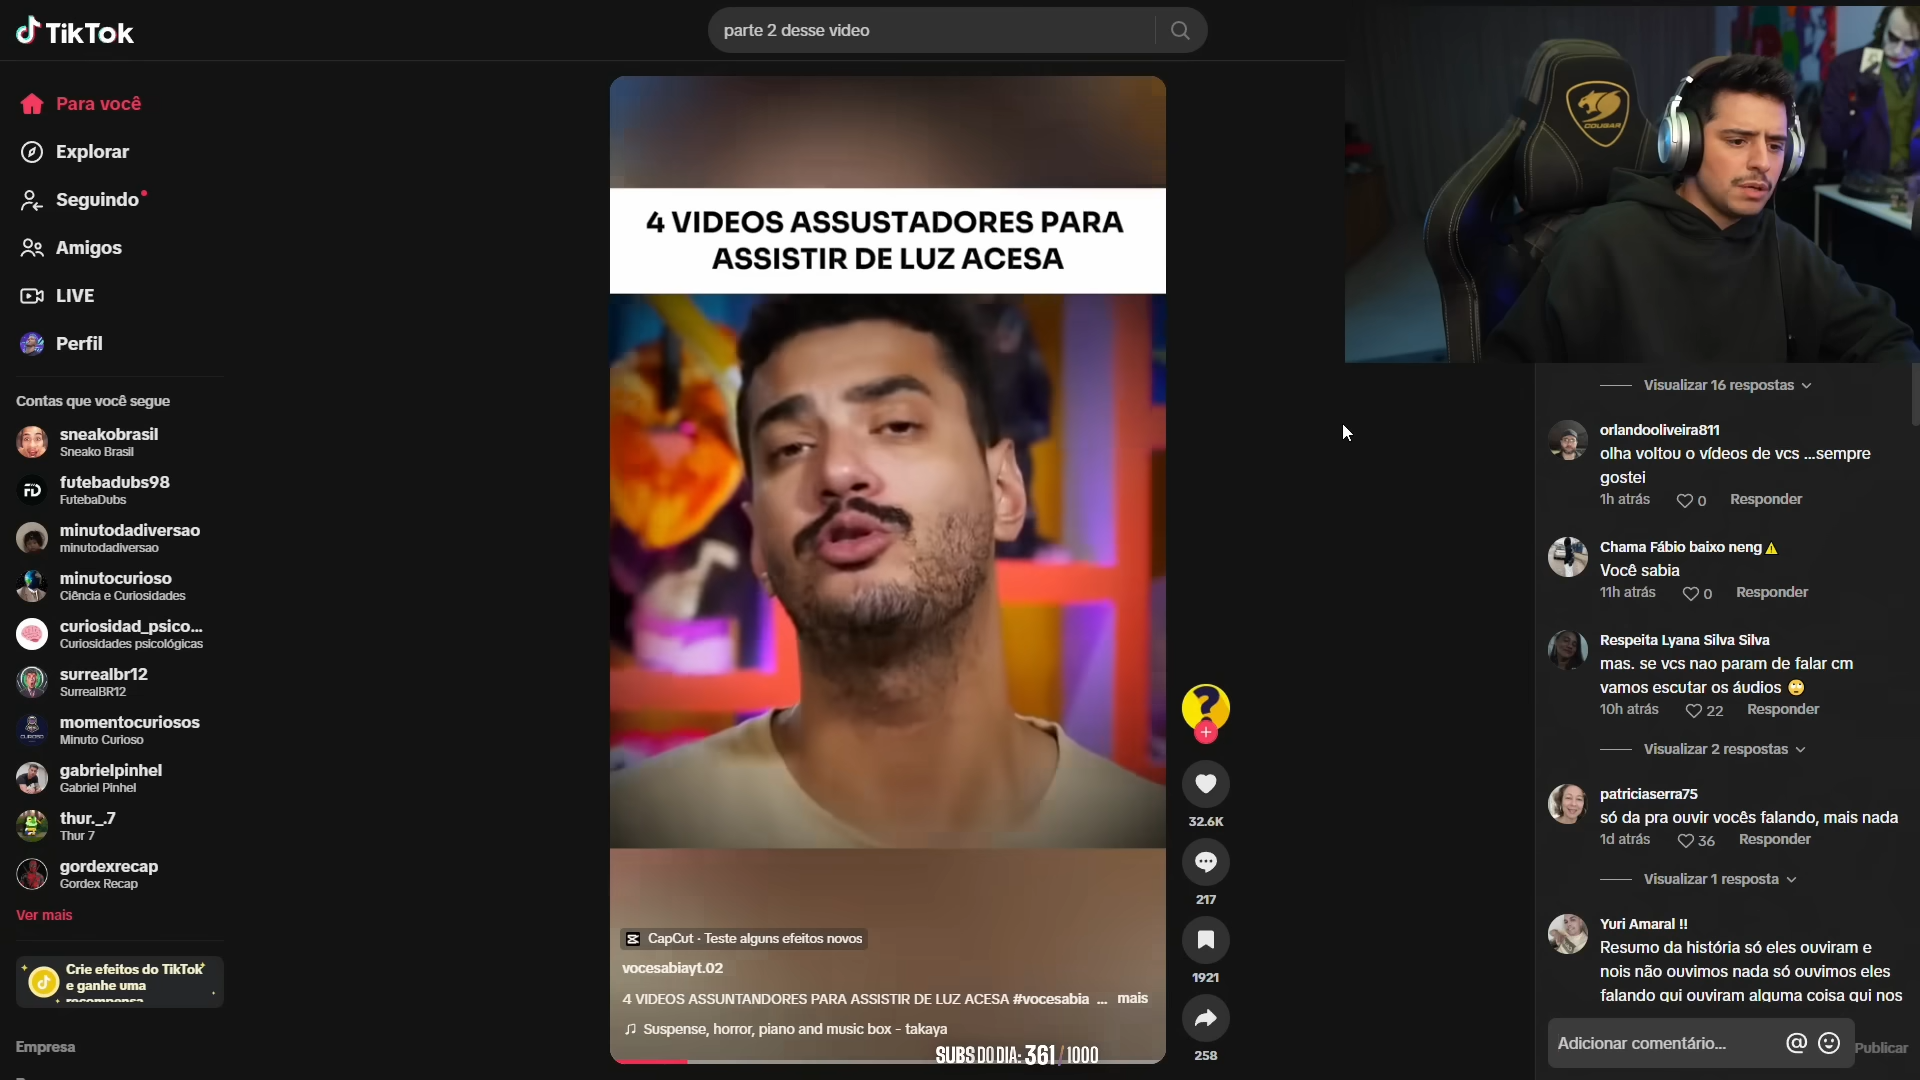 TikTok
parte 2 desse video
Para você
Explorar
Seguindo
Amigos
LIVE
Perfil
Contas que você segue
sneakobrasil
Sneako Brasil
futebadubs98
FutebaDubs
minutodadiversao
minutodadiversao
minutocurioso
Ciência e Curiosidades
curiosidad_psico...
Curiosidades psicológicas
surrealbr12
SurrealBR12
momentocuriosos
Minuto Curioso
gabrielpinhel
Gabriel Pinhel
thur._.7
Thur 7
gordexrecap
Gordex Recap
Ver mais
Crie efeitos do TikTok
e ganhe uma
recompensa
Empresa
4 VIDEOS ASSUSTADORES PARA
ASSISTIR DE LUZ ACESA
CapCut · Teste alguns efeitos novos
vocesabiayt.02
4 VIDEOS ASSUNTANDORES PARA ASSISTIR DE LUZ ACESA #vocesabia ... mais
Suspense, horror, piano and music box - takaya
SUBS DO DIA: 361 / 1000
32.6K
217
1921
258
COUGAR
Visualizar 16 respostas
orlandooliveira811
olha voltou o vídeos de vcs ...sempre
gostei
1h atrás 0 Responder
Chama Fábio baixo neng⚠
Você sabia
11h atrás 0 Responder
Respeita Lyana Silva Silva
mas. se vcs nao param de falar cm
vamos escutar os áudios 🙄
10h atrás 22 Responder
Visualizar 2 respostas
patriciaserra75
só da pra ouvir vocês falando, mais nada
1d atrás 36 Responder
Visualizar 1 resposta
Yuri Amaral !!
Resumo da história só eles ouviram e
nois não ouvimos nada só ouvimos eles
falando qui ouviram alguma coisa qui nos
Adicionar comentário... @
Publicar